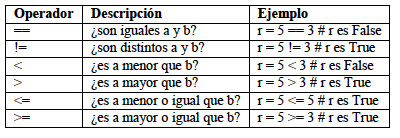 Operador Descripción Ejemplo
== ¿son iguales a y b? r = 5 == 3 # r es False
!= ¿son distintos a y b? r = 5 != 3 # r es True
< ¿es a menor que b? r = 5 < 3 # r es False
> ¿es a mayor que b? r = 5 > 3 # r es True
<= ¿es a menor o igual que b? r = 5 <= 5 # r es True
>= ¿es a mayor o igual que b? r = 5 >= 3 # r es True